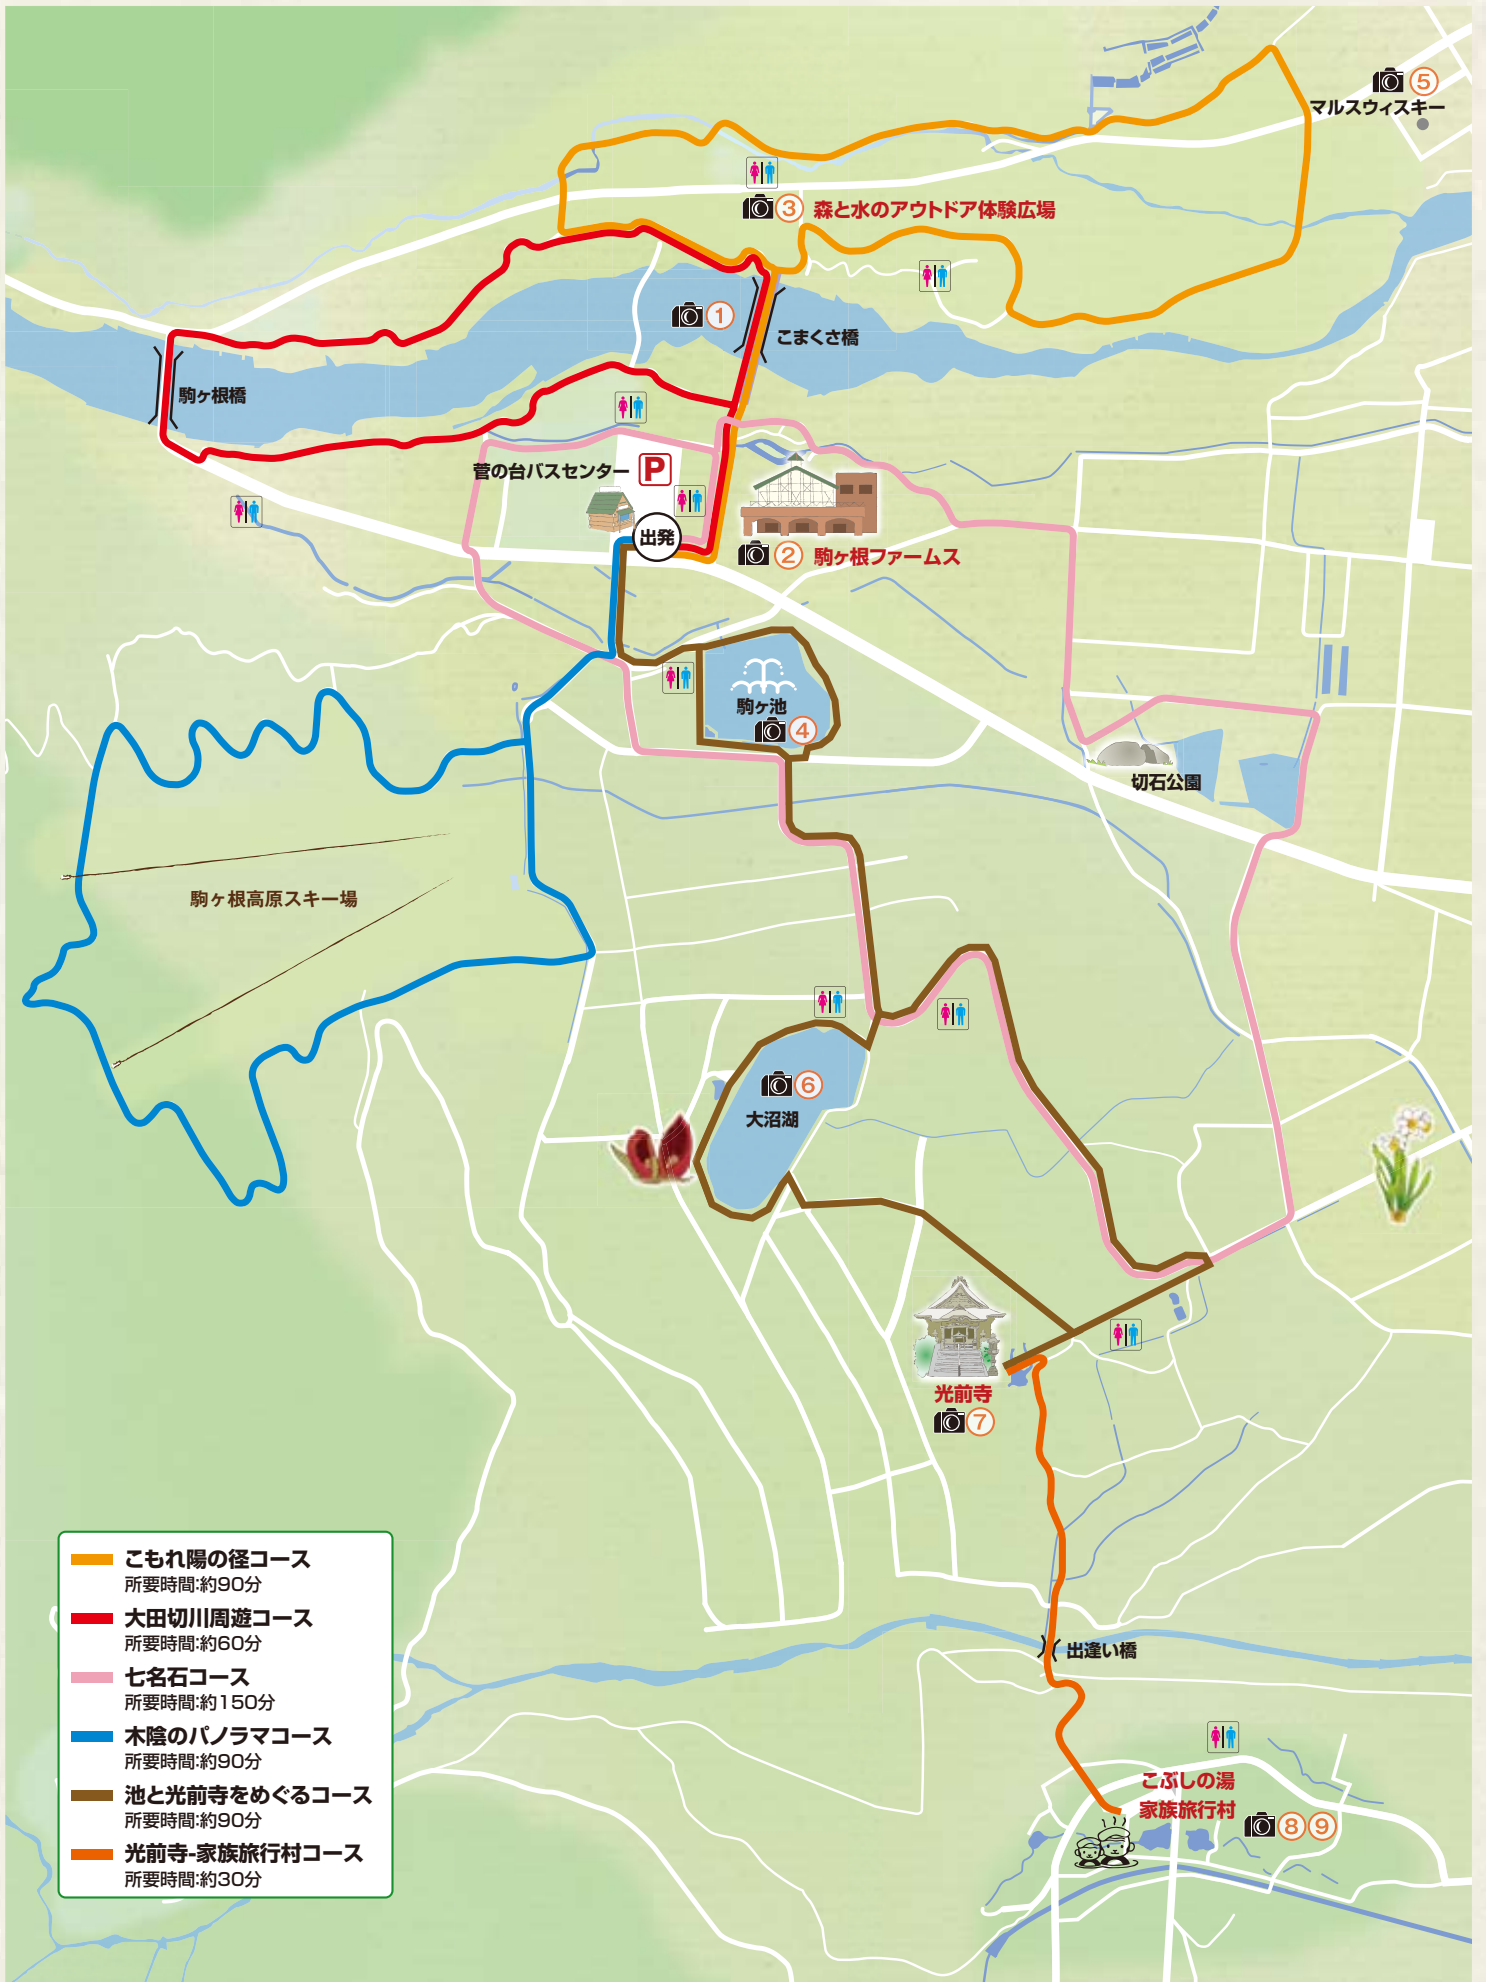 ⑤
マルスウィスキー
③ 森と水のアウトドア体験広場
①
こまくさ橋
駒ヶ根橋
菅の台バスセンター P
出発
② 駒ヶ根ファームス
駒ヶ池
④
切石公園
駒ヶ根高原スキー場
⑥
大沼湖
光前寺
⑦
出逢い橋
こぶしの湯
家族旅行村
⑧⑨
こもれ陽の径コース
所要時間:約90分
大田切川周遊コース
所要時間:約60分
七名石コース
所要時間:約150分
木陰のパノラマコース
所要時間:約90分
池と光前寺をめぐるコース
所要時間:約90分
光前寺-家族旅行村コース
所要時間:約30分